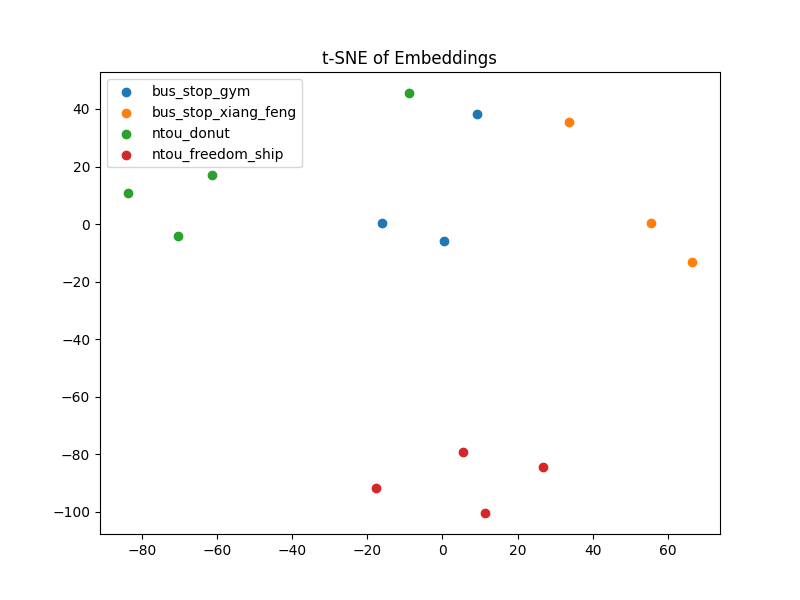 t-SNE of Embeddings
bus_stop_gym
bus_stop_xiang_feng
ntou_donut
ntou_freedom_ship
40
20
0
−20
−40
−60
−80
−100
−80 −60 −40 −20 0 20 40 60